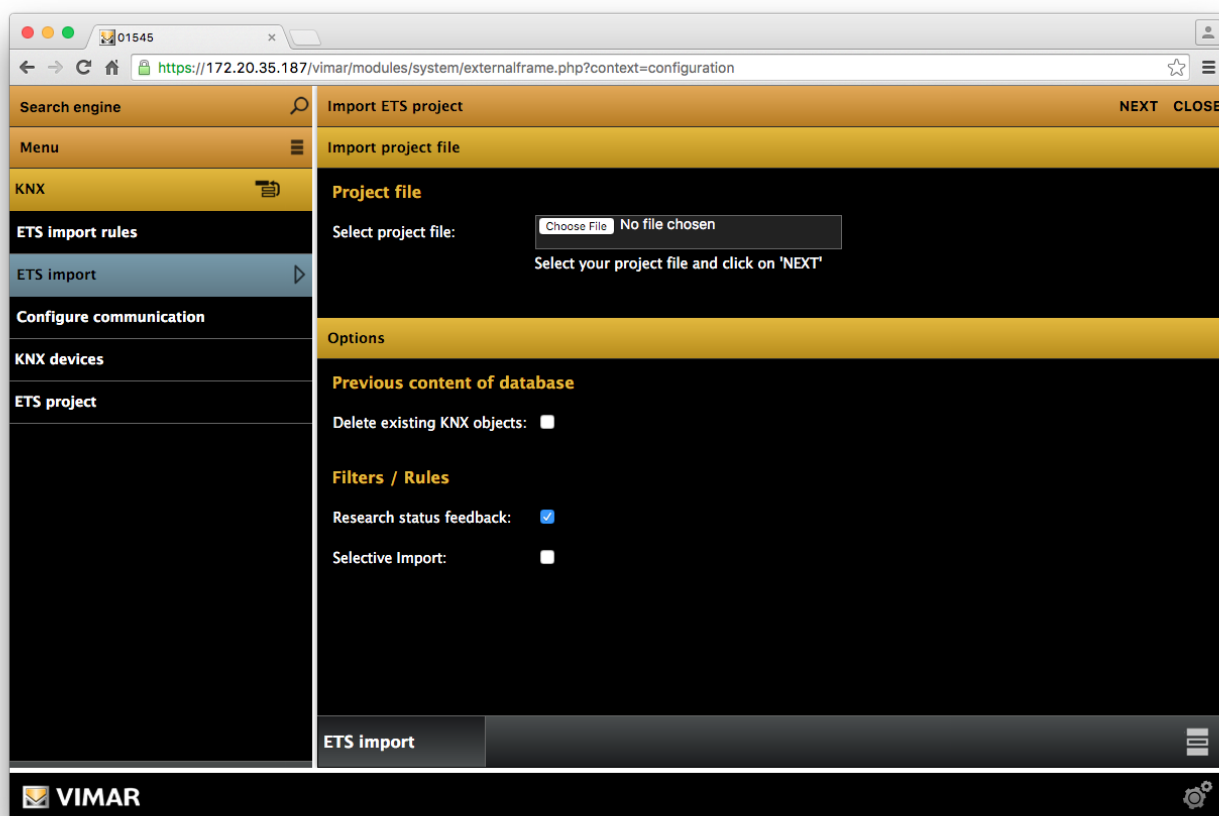 01545
https://172.20.35.187/vimar/modules/system/externalframe.php?context=configuration
Search engine
Menu
KNX
ETS import rules
ETS import
Configure communication
KNX devices
ETS project
Import ETS project
NEXT CLOSE
Import project file
Project file
Select project file:
Choose File No file chosen
Select your project file and click on 'NEXT'
Options
Previous content of database
Delete existing KNX objects:
Filters / Rules
Research status feedback:
Selective Import:
ETS import
VIMAR